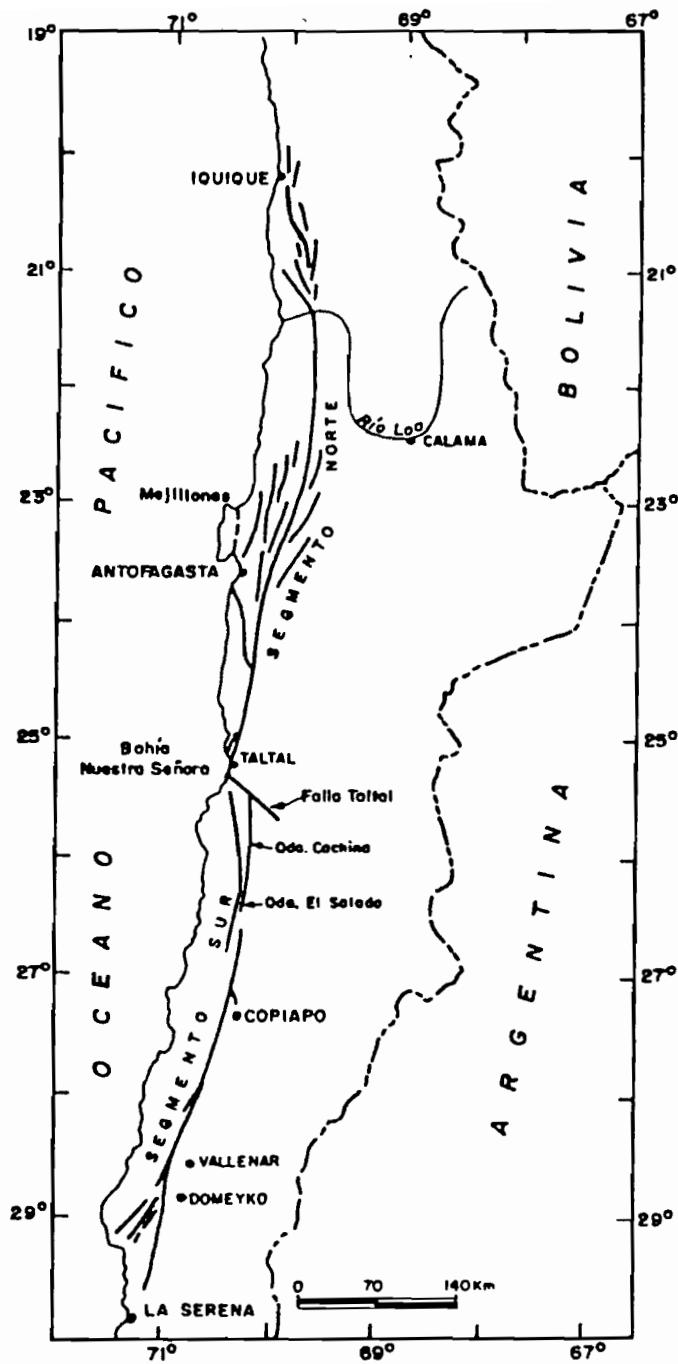 71°
69°
67°
19°
IQUIQUE
21°
21°
BOLIVIA
PACIFICO
NORTE
Río Loa
CALAMA
Mejillones
23°
23°
ANTOFAGASTA
SEGMENTO
25°
25°
Bahía
Nuestra Señora
TALTAL
Falla Taltal
Qda. Cachina
OCEANO
ARGENTINA
Qda. El Salado
SUR
27°
27°
COPIAPO
SEGMENTO
VALLENAR
DOMEYKO
29°
29°
0 70 140 Km
LA SERENA
71°
69°
67°